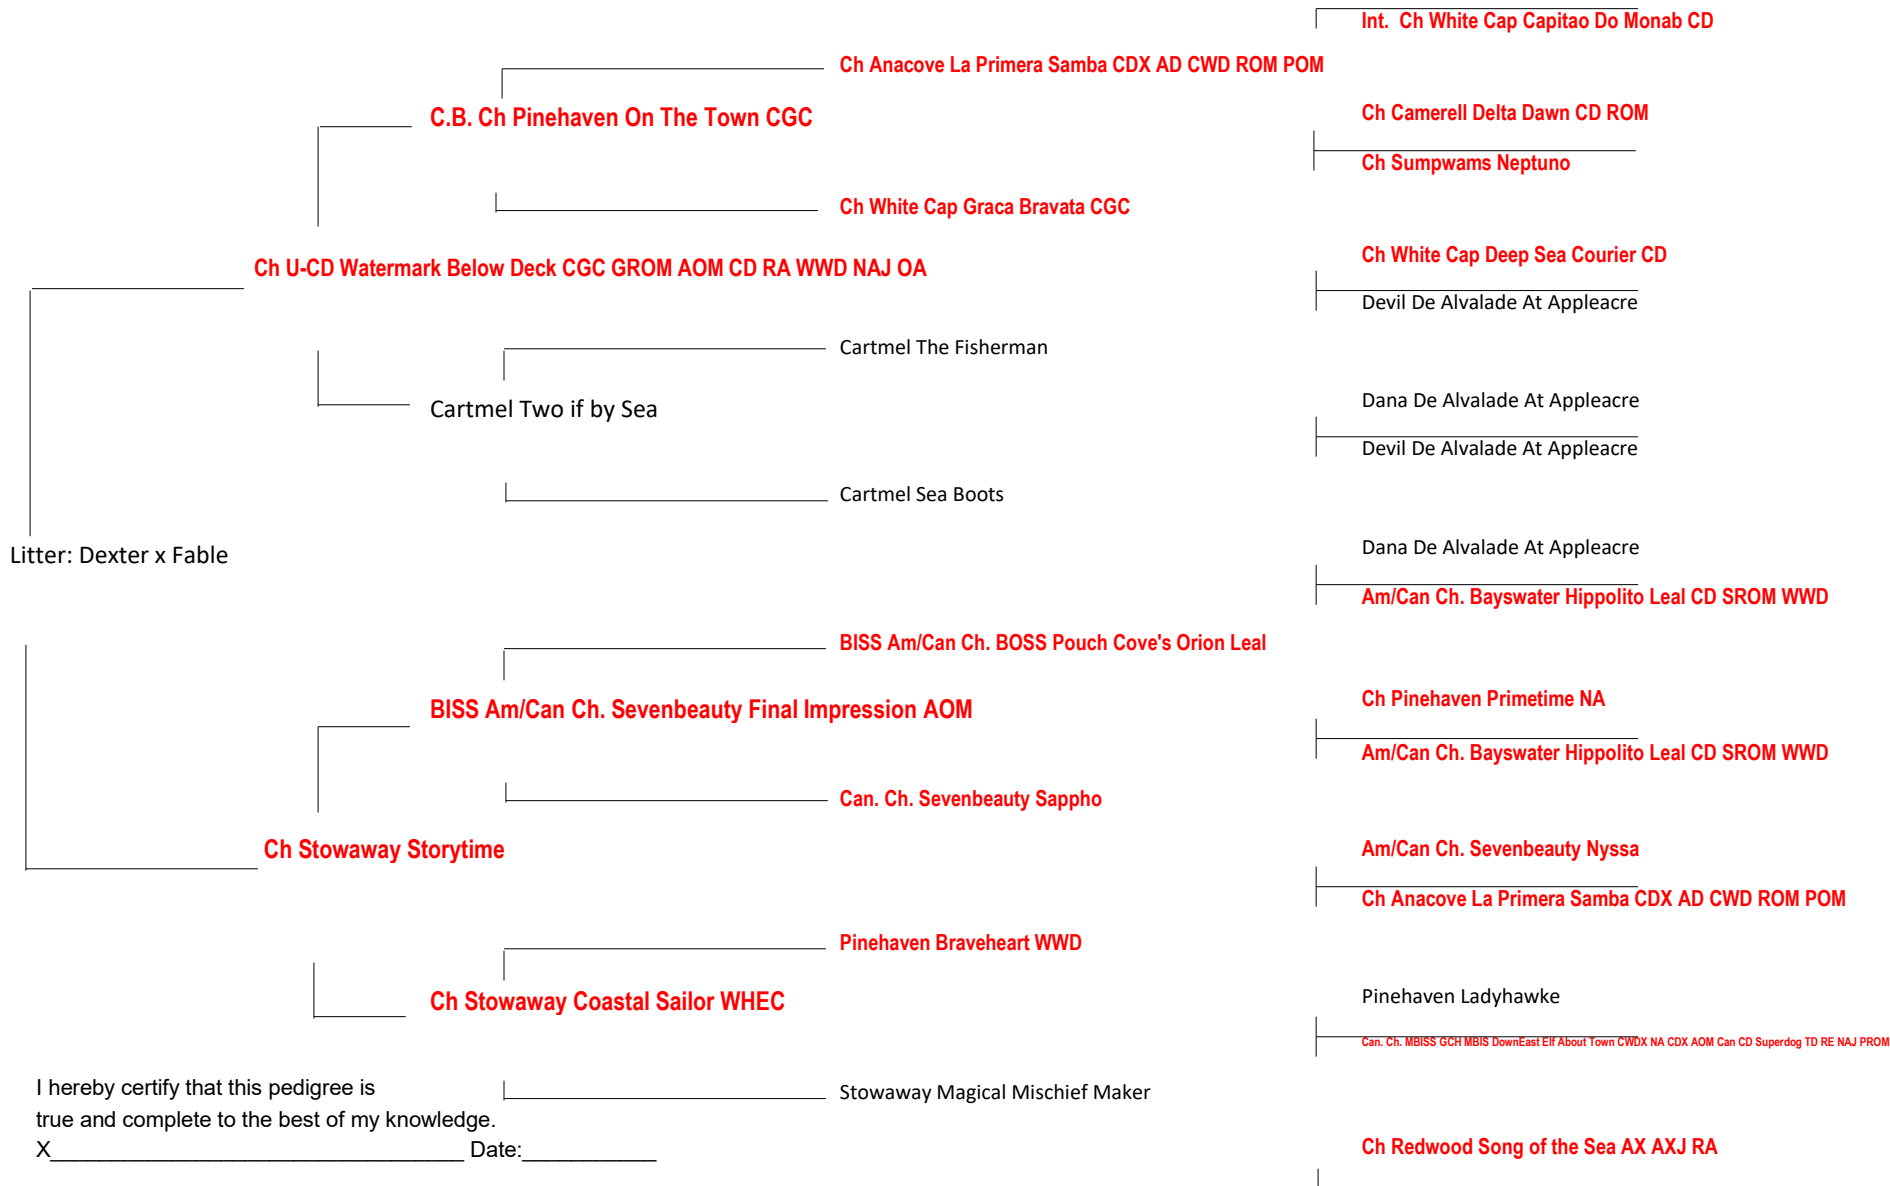 Int.  Ch White Cap Capitao Do Monab CD
Ch Anacove La Primera Samba CDX AD CWD ROM POM
C.B. Ch Pinehaven On The Town CGC
Ch Camerell Delta Dawn CD ROM
Ch Sumpwams Neptuno
Ch White Cap Graca Bravata CGC
Ch U-CD Watermark Below Deck CGC GROM AOM CD RA WWD NAJ OA
Ch White Cap Deep Sea Courier CD
Devil De Alvalade At Appleacre
Cartmel The Fisherman
Cartmel Two if by Sea
Dana De Alvalade At Appleacre
Devil De Alvalade At Appleacre
Cartmel Sea Boots
Litter: Dexter x Fable
Dana De Alvalade At Appleacre
Am/Can Ch. Bayswater Hippolito Leal CD SROM WWD
BISS Am/Can Ch. BOSS Pouch Cove's Orion Leal
BISS Am/Can Ch. Sevenbeauty Final Impression AOM
Ch Pinehaven Primetime NA
Am/Can Ch. Bayswater Hippolito Leal CD SROM WWD
Can. Ch. Sevenbeauty Sappho
Ch Stowaway Storytime
Am/Can Ch. Sevenbeauty Nyssa
Ch Anacove La Primera Samba CDX AD CWD ROM POM
Pinehaven Braveheart WWD
Ch Stowaway Coastal Sailor WHEC
Pinehaven Ladyhawke
Can. Ch. MBISS GCH MBIS DownEast Elf About Town CWDX NA CDX AOM Can CD Superdog TD RE NAJ PROM
Stowaway Magical Mischief Maker
I hereby certify that this pedigree is
true and complete to the best of my knowledge.
X__________________________________ Date:___________
Ch Redwood Song of the Sea AX AXJ RA